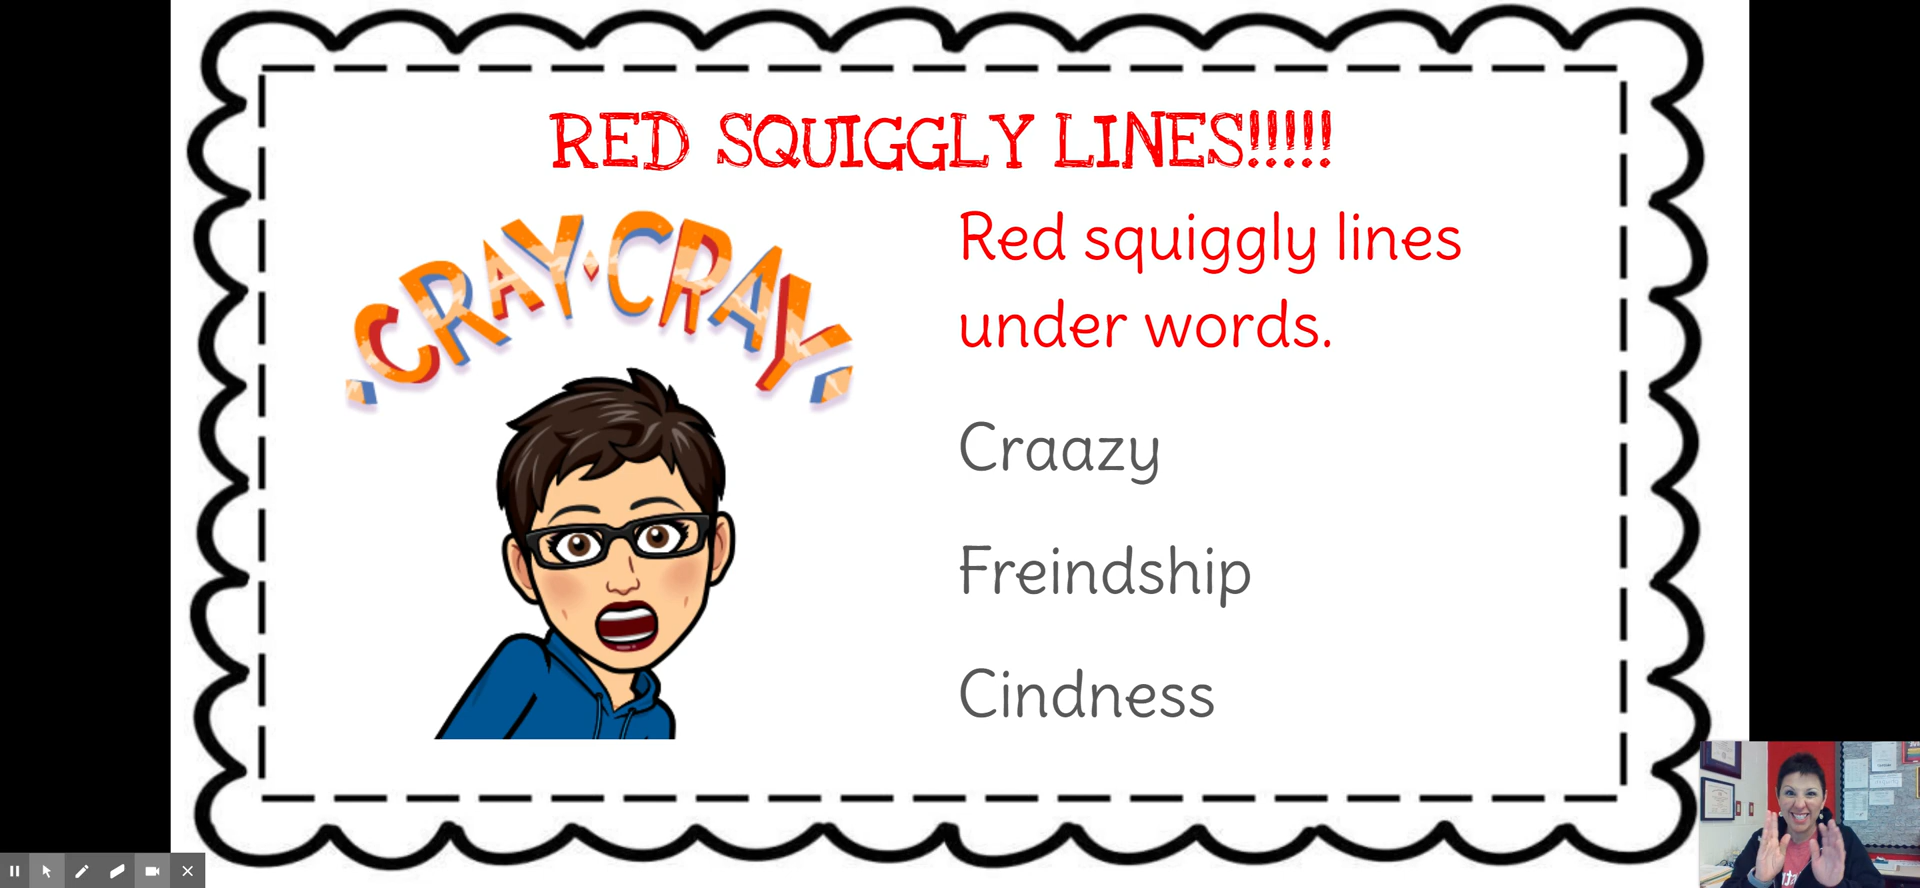 RED SQUIGGLY LINES!!!!!
CRAY·CRAY
Red squiggly lines
under words.
Craazy
Freindship
Cindness